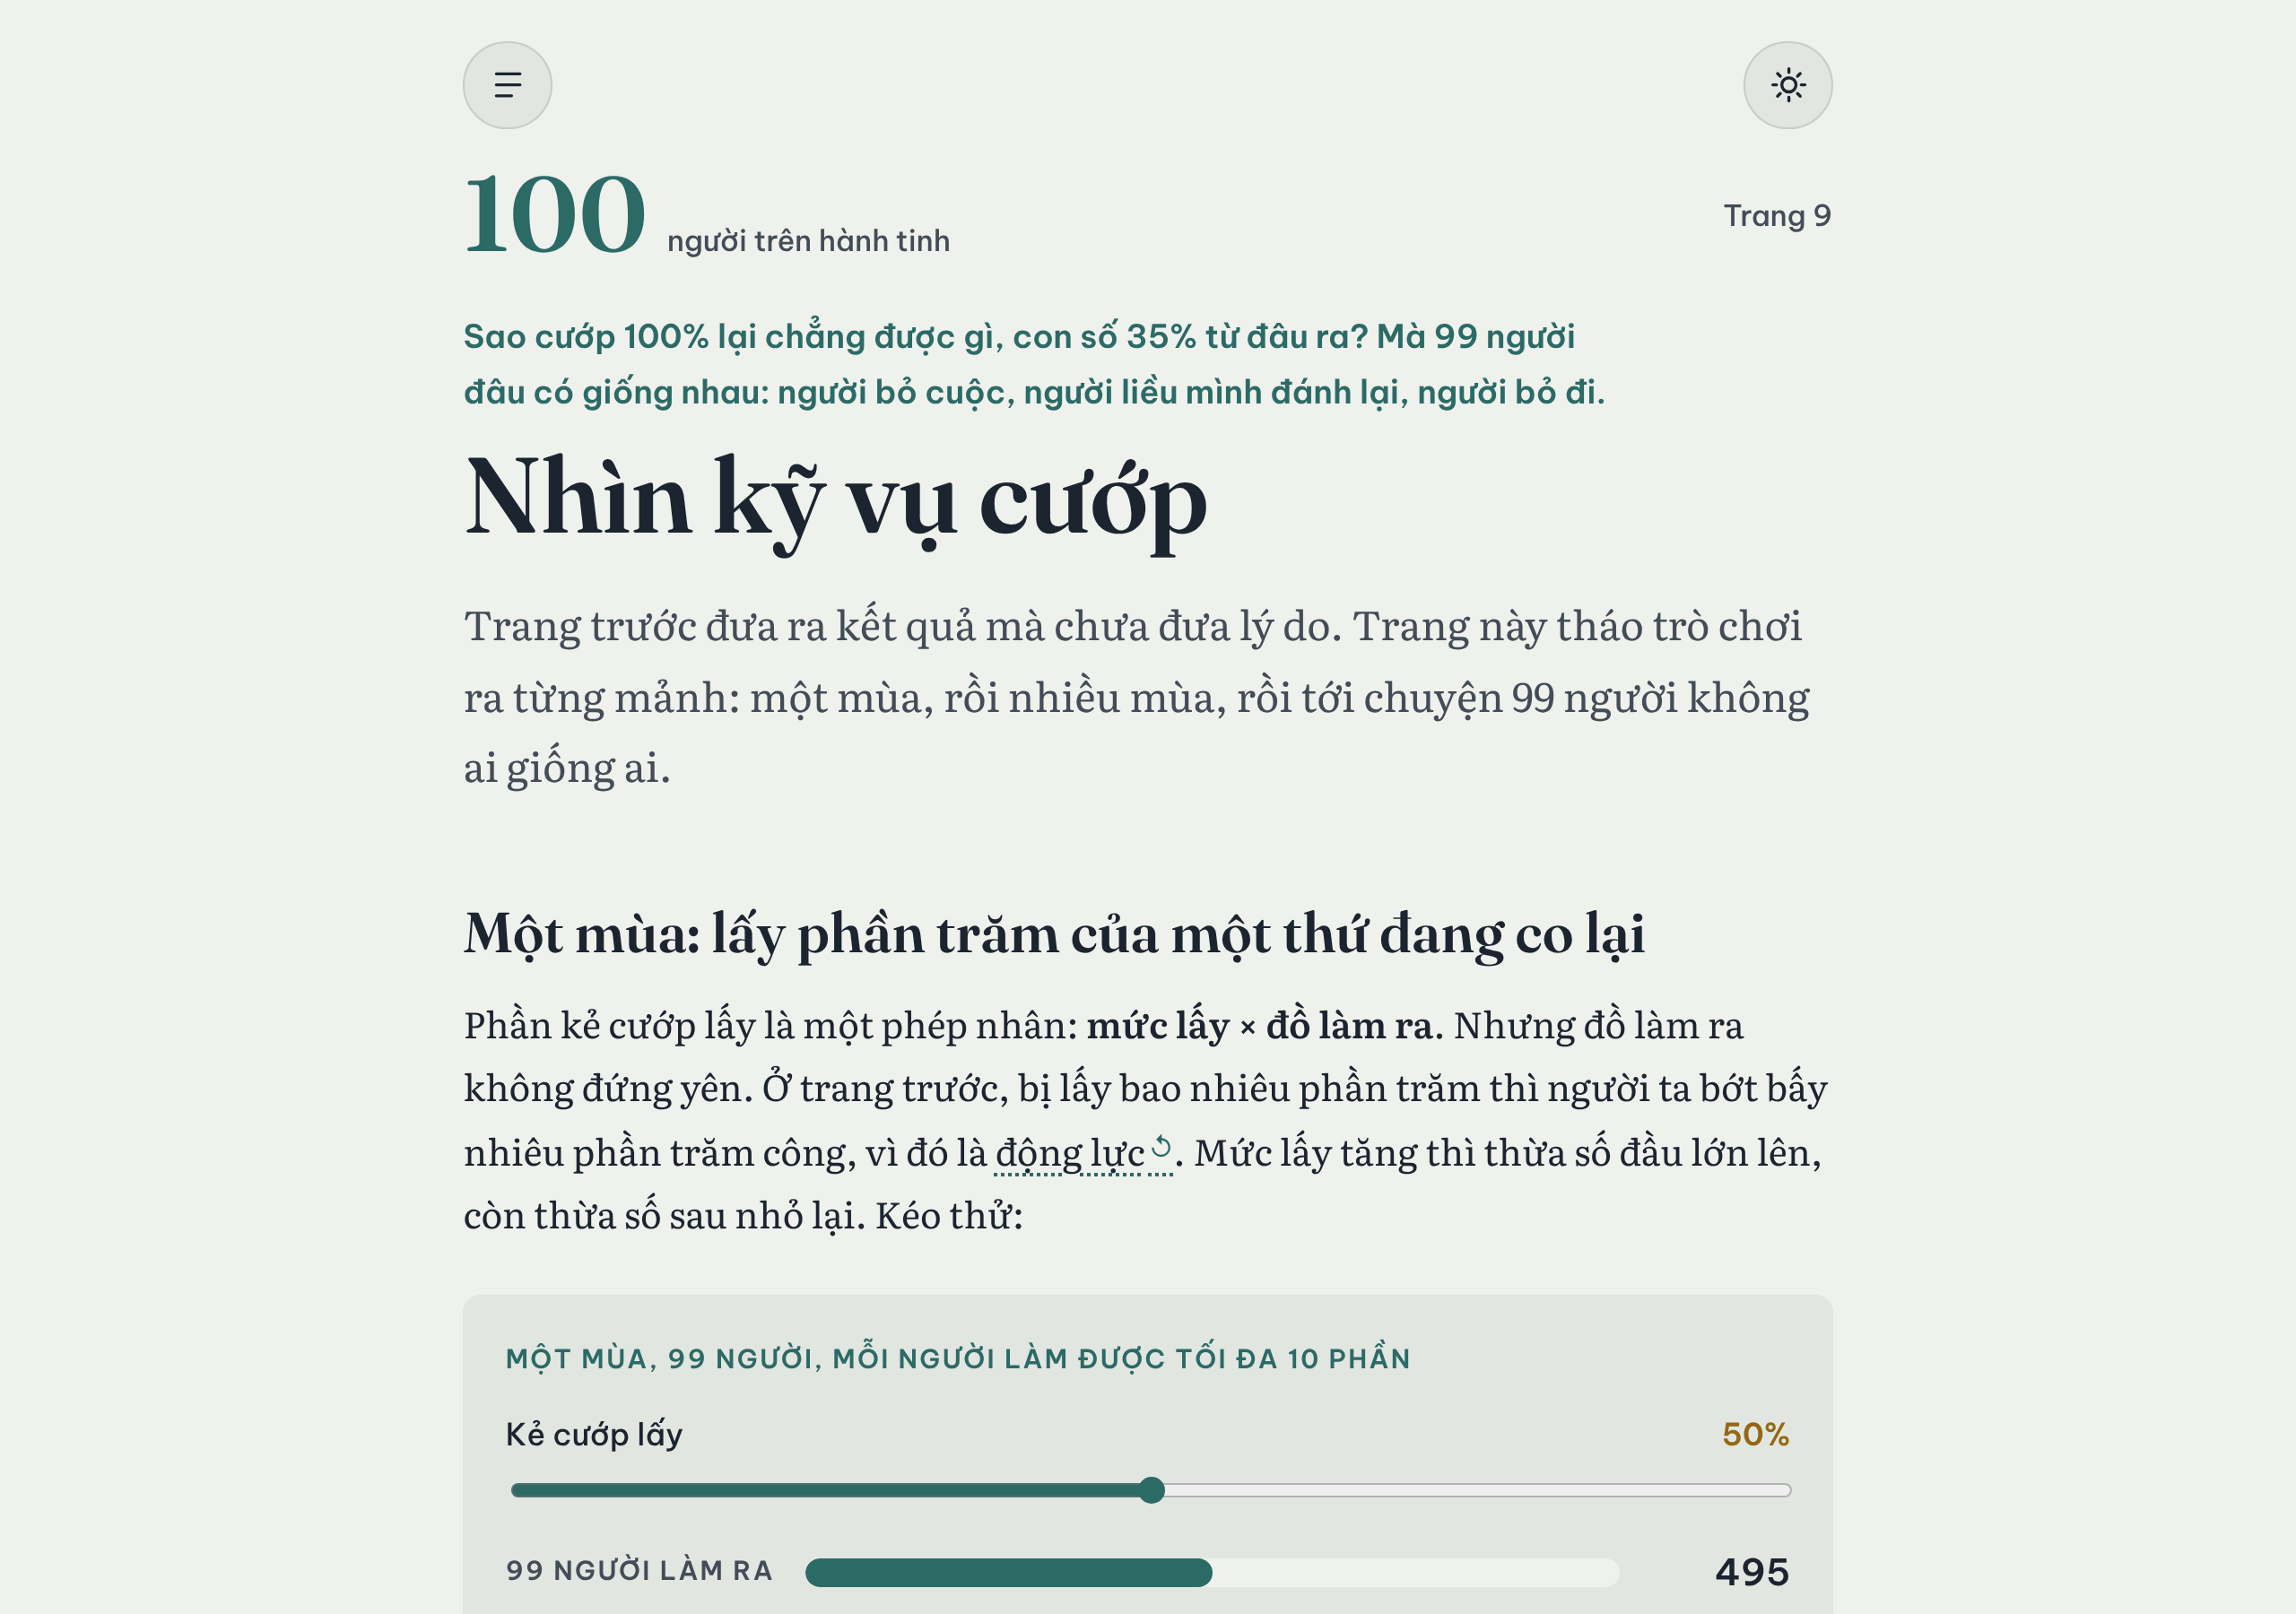 100 người trên hành tinh
Trang 9
Sao cướp 100% lại chẳng được gì, con số 35% từ đâu ra? Mà 99 người
đâu có giống nhau: người bỏ cuộc, người liều mình đánh lại, người bỏ đi.
Nhìn kỹ vụ cướp
Trang trước đưa ra kết quả mà chưa đưa lý do. Trang này tháo trò chơi
ra từng mảnh: một mùa, rồi nhiều mùa, rồi tới chuyện 99 người không
ai giống ai.
Một mùa: lấy phần trăm của một thứ đang co lại
Phần kẻ cướp lấy là một phép nhân: mức lấy × đồ làm ra. Nhưng đồ làm ra
không đứng yên. Ở trang trước, bị lấy bao nhiêu phần trăm thì người ta bớt bấy
nhiêu phần trăm công, vì đó là động lực. Mức lấy tăng thì thừa số đầu lớn lên,
còn thừa số sau nhỏ lại. Kéo thử:
MỘT MÙA, 99 NGƯỜI, MỖI NGƯỜI LÀM ĐƯỢC TỐI ĐA 10 PHẦN
Kẻ cướp lấy 50%
99 NGƯỜI LÀM RA 495